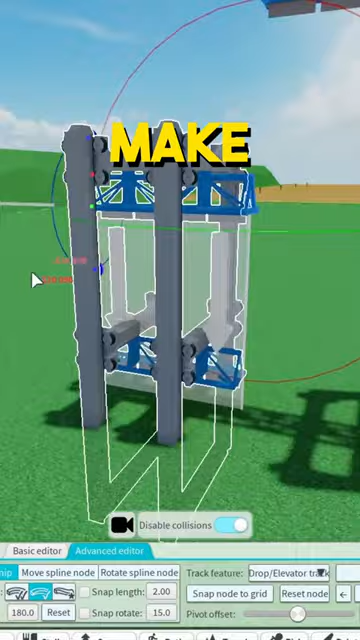 MAKE
Disable collisions
Basic editor
Advanced editor
Move spline node
Rotate spline node
Track feature:
Drop/Elevator
Snap length:
2.00
Snap node to grid
Reset node
180.0
Reset
Snap rotate:
15.0
Pivot offset: